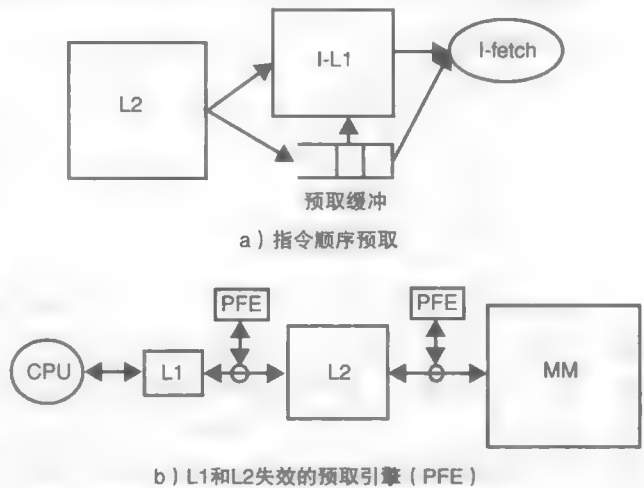 L2
I-L1
I-fetch
预取缓冲
a）指令顺序预取
PFE
PFE
CPU
L1
L2
MM
b）L1和L2失效的预取引擎（PFE）